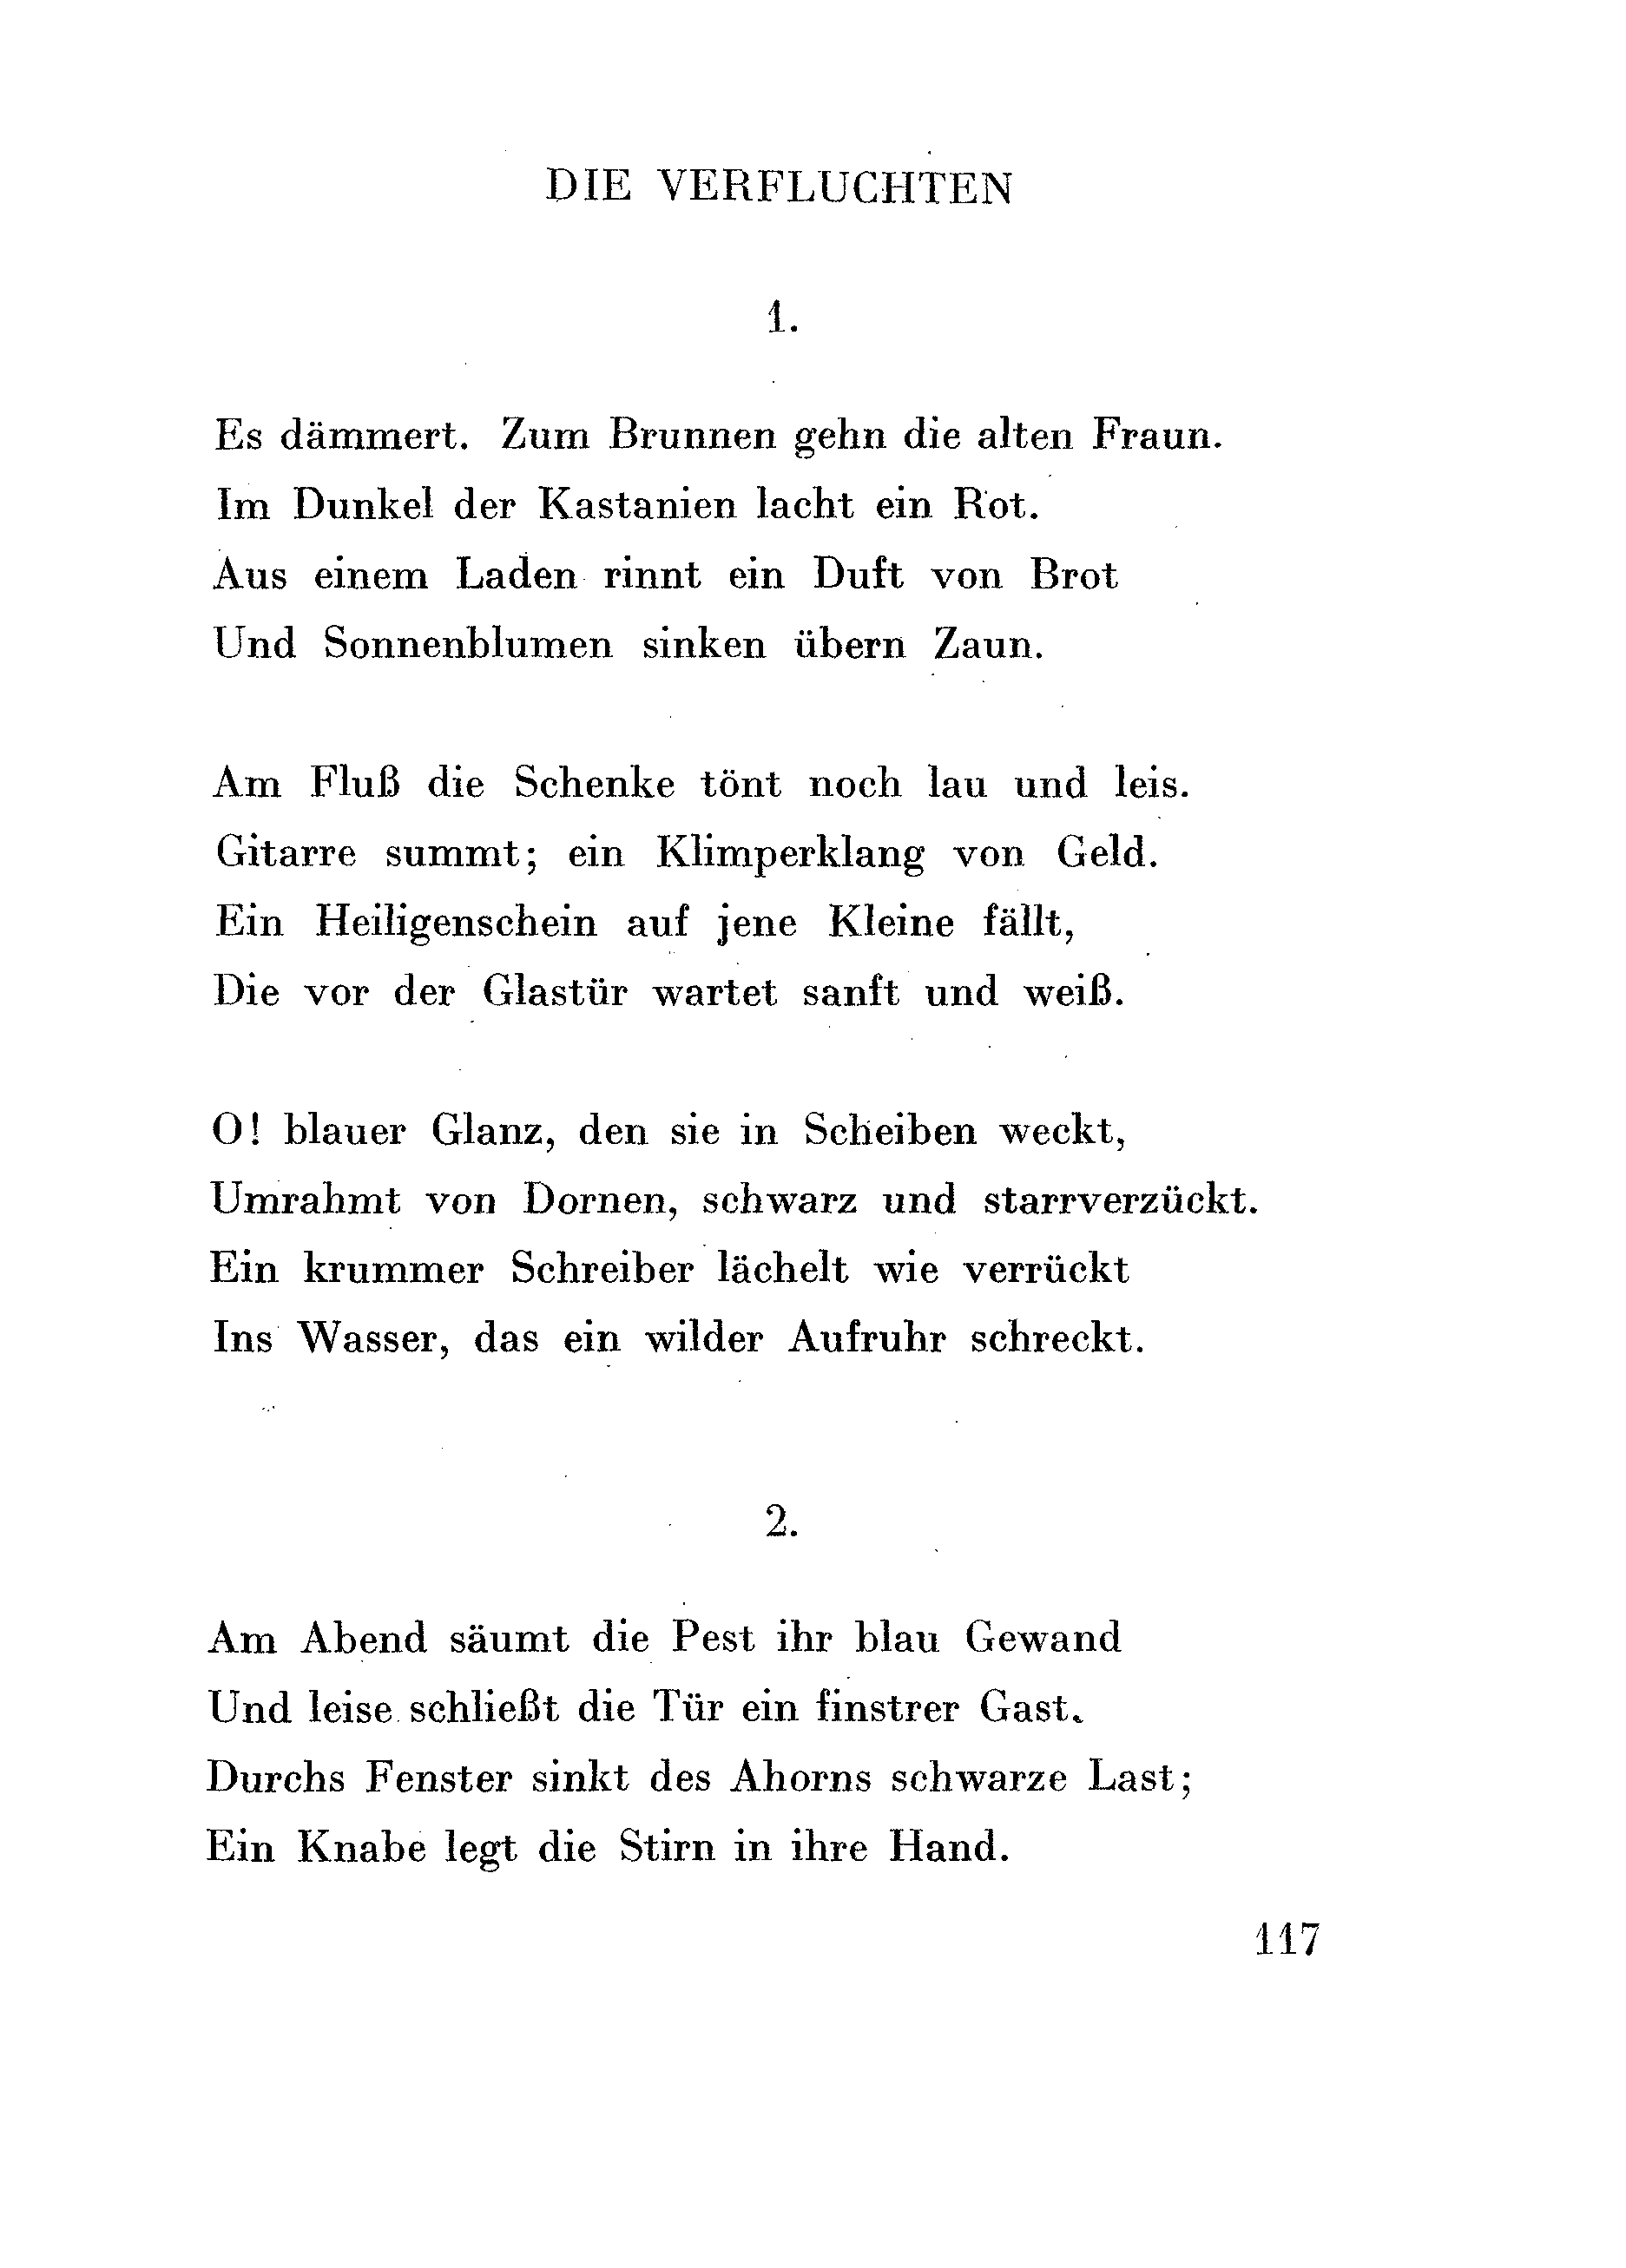 DIE VERFLUCHTEN
1.
Es dämmert. Zum Brunnen gehn die alten Fraun.
Im Dunkel der Kastanien lacht ein Rot.
Aus einem Laden rinnt ein Duft von Brot
Und Sonnenblumen sinken übern Zaun.
Am Fluß die Schenke tönt noch lau und leis.
Gitarre summt; ein Klimperklang von Geld.
Ein Heiligenschein auf jene Kleine fällt,
Die vor der Glastür wartet sanft und weiß.
O! blauer Glanz, den sie in Scheiben weckt,
Umrahmt von Dornen, schwarz und starrverzückt.
Ein krummer Schreiber lächelt wie verrückt
Ins Wasser, das ein wilder Aufruhr schreckt.
2.
Am Abend säumt die Pest ihr blau Gewand
Und leise schließt die Tür ein finstrer Gast.
Durchs Fenster sinkt des Ahorns schwarze Last;
Ein Knabe legt die Stirn in ihre Hand.
117